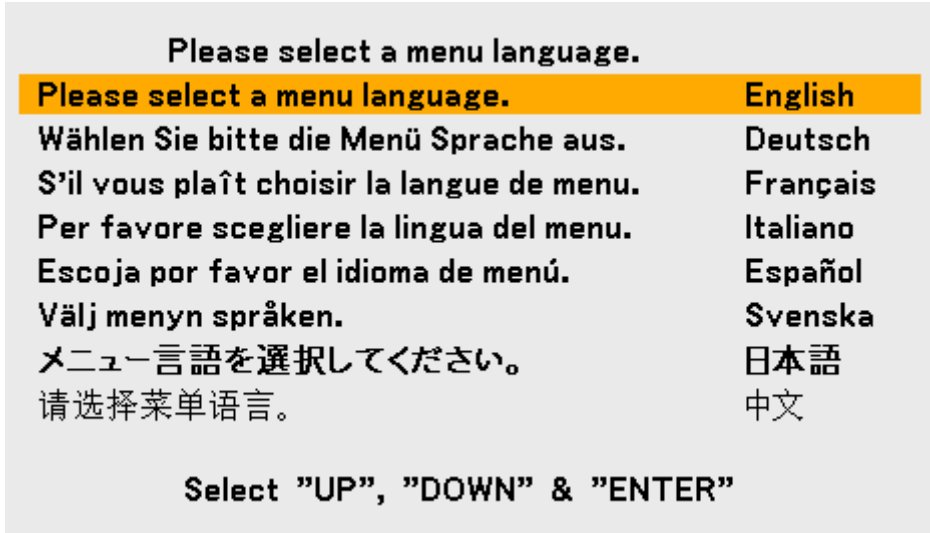 Please select a menu language.
Please select a menu language. English
Wählen Sie bitte die Menü Sprache aus. Deutsch
S'il vous plaît choisir la langue de menu. Français
Per favore scegliere la lingua del menu. Italiano
Escoja por favor el idioma de menú. Español
Välj menyn språken. Svenska
メニュー言語を選択してください。 日本語
请选择菜单语言。 中文
Select ”UP”, ”DOWN” & ”ENTER”